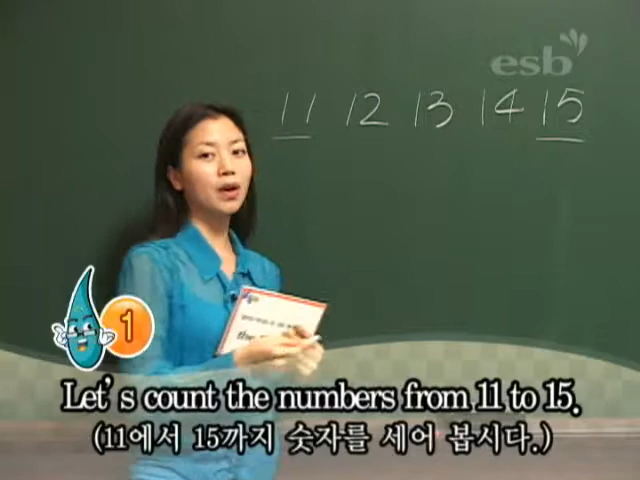 esb
11 12 13 14 15
1
Let's count the numbers from 11 to 15.
(11에서 15까지 숫자를 세어 봅시다.)